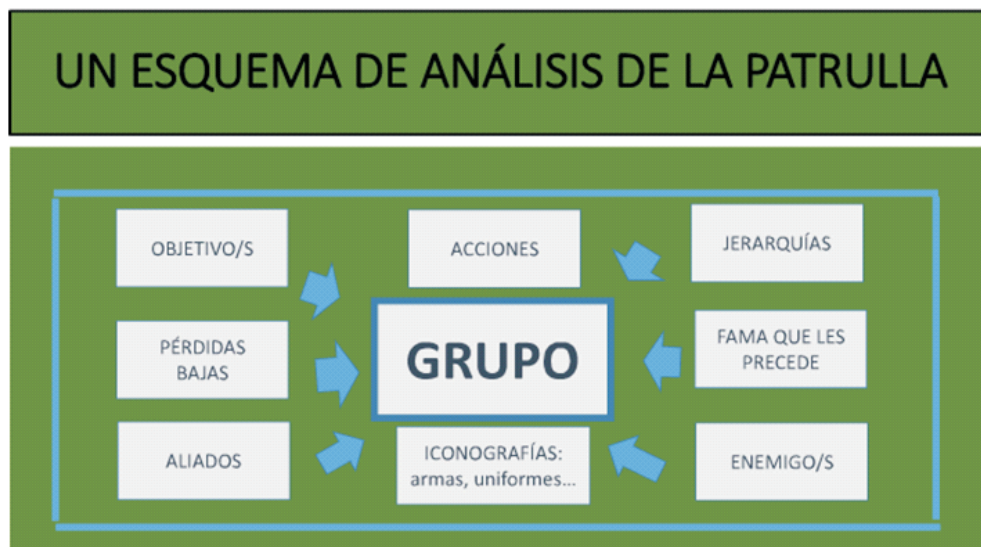 UN ESQUEMA DE ANÁLISIS DE LA PATRULLA
OBJETIVO/S
ACCIONES
JERARQUÍAS
PÉRDIDAS
BAJAS
GRUPO
FAMA QUE LES
PRECEDE
ALIADOS
ICONOGRAFÍAS:
armas, uniformes...
ENEMIGO/S